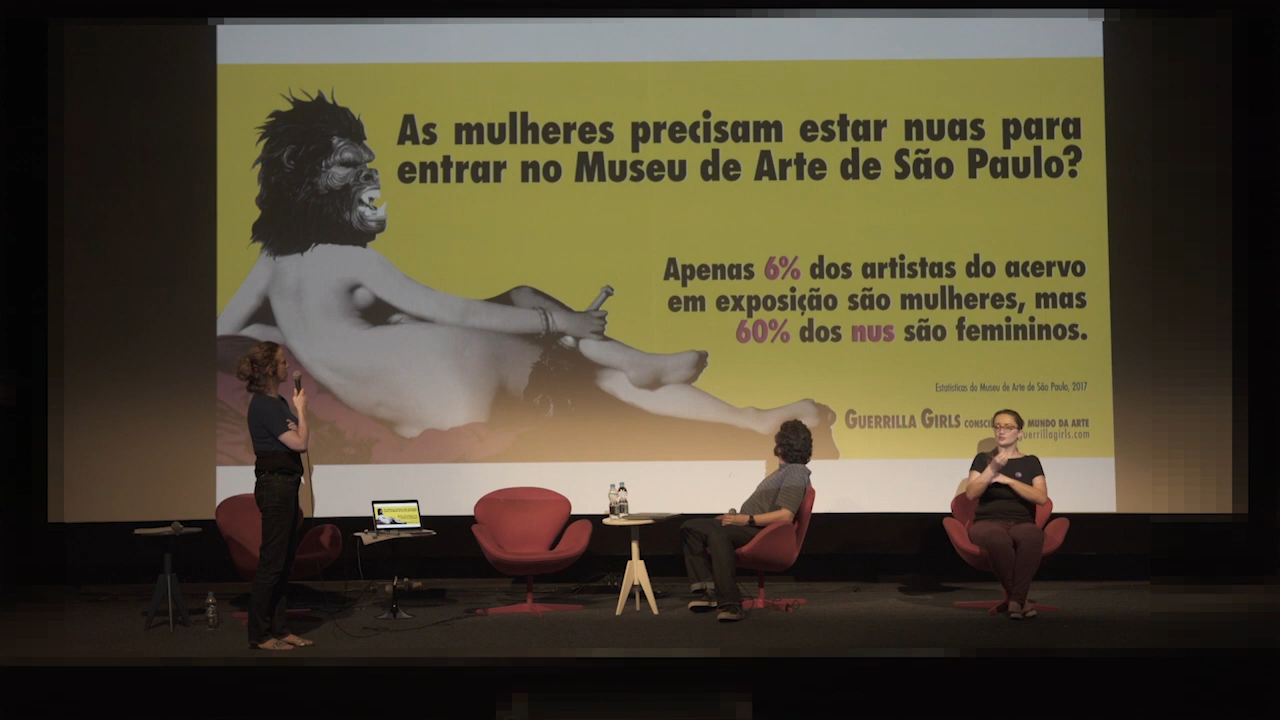 As mulheres precisam estar nuas para
entrar no Museu de Arte de São Paulo?
Apenas 6% dos artistas do acervo
em exposição são mulheres, mas
60% dos nus são femininos.
Estatísticas do Museu de Arte de São Paulo, 2017
GUERRILLA GIRLS MUNDO DA ARTE
guerrillagirls.com